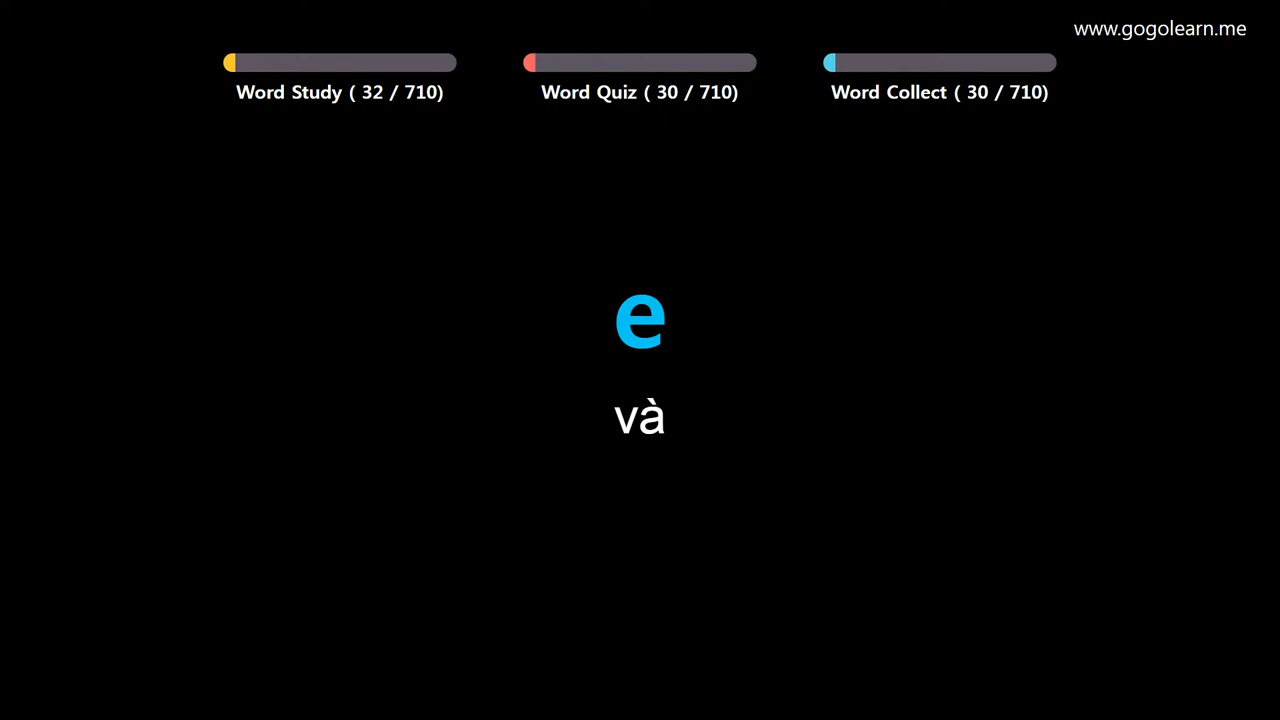 www.gogolearn.me
Word Study ( 32 / 710)
Word Quiz ( 30 / 710)
Word Collect ( 30 / 710)
e
và